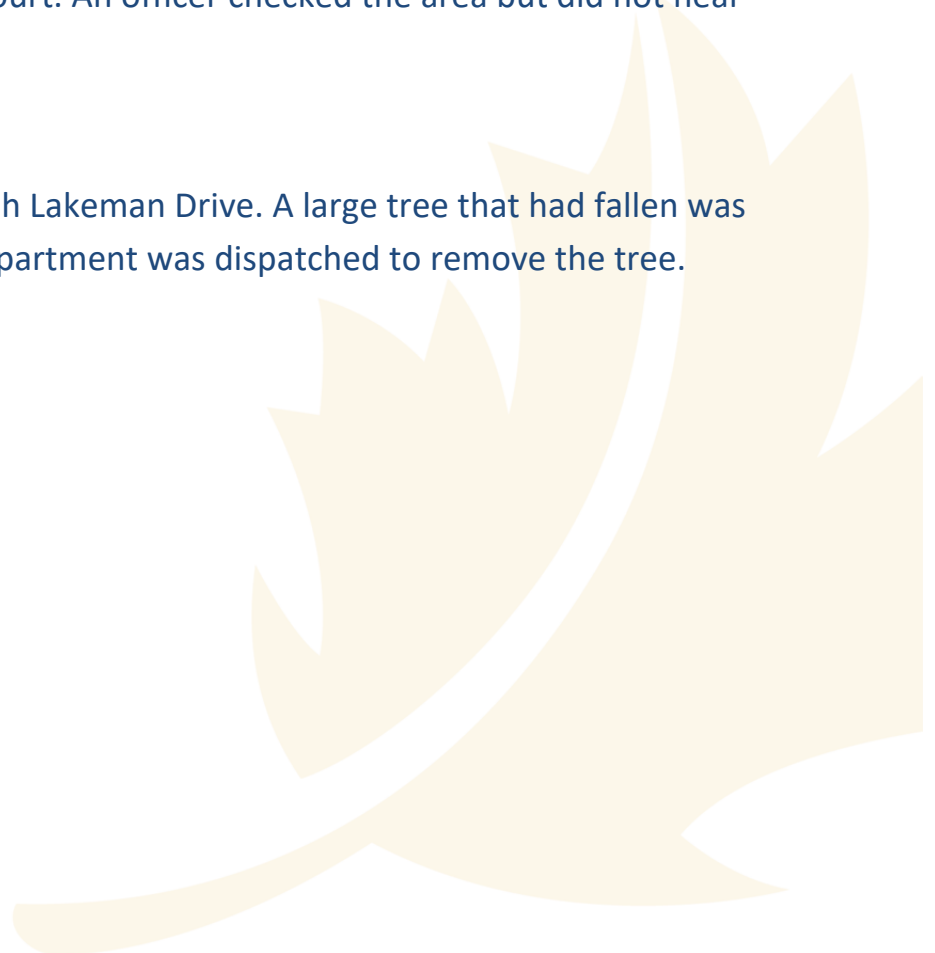 ourt. An officer checked the area but did not hear
h Lakeman Drive. A large tree that had fallen was
partment was dispatched to remove the tree.